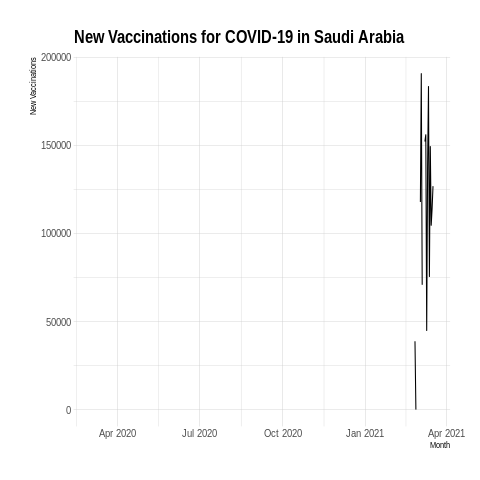 New Vaccinations for COVID-19 in Saudi Arabia
New Vaccinations
200000
150000
100000
50000
0
Apr 2020 Jul 2020 Oct 2020 Jan 2021 Apr 2021
Month